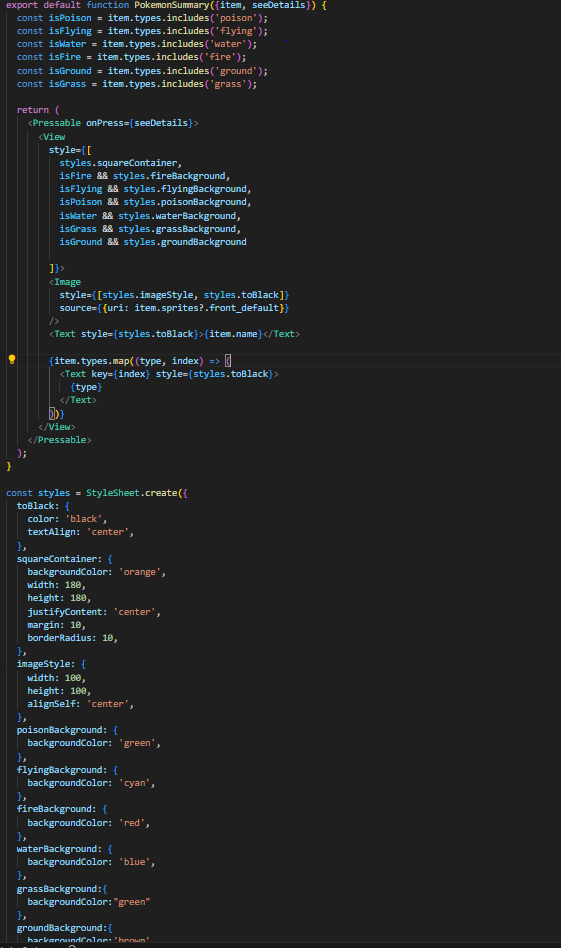 export default function PokemonSummary({item, seeDetails}) {
  const isPoison = item.types.includes('poison');
  const isFlying = item.types.includes('flying');
  const isWater = item.types.includes('water');
  const isFire = item.types.includes('fire');
  const isGround = item.types.includes('ground');
  const isGrass = item.types.includes('grass');

  return (
    <Pressable onPress={seeDetails}>
      <View
        style={[
          styles.squareContainer,
          isFire && styles.fireBackground,
          isFlying && styles.flyingBackground,
          isPoison && styles.poisonBackground,
          isWater && styles.waterBackground,
          isGrass && styles.grassBackground,
          isGround && styles.groundBackground

        ]}>
        <Image
          style={[styles.imageStyle, styles.toBlack]}
          source={{uri: item.sprites?.front_default}}
        />
        <Text style={styles.toBlack}>{item.name}</Text>

        {item.types.map((type, index) => (
          <Text key={index} style={styles.toBlack}>
            {type}
          </Text>
        ))}
      </View>
    </Pressable>
  );
}

const styles = StyleSheet.create({
  toBlack: {
    color: 'black',
    textAlign: 'center',
  },
  squareContainer: {
    backgroundColor: 'orange',
    width: 180,
    height: 180,
    justifyContent: 'center',
    margin: 10,
    borderRadius: 10,
  },
  imageStyle: {
    width: 100,
    height: 100,
    alignSelf: 'center',
  },
  poisonBackground: {
    backgroundColor: 'green',
  },
  flyingBackground: {
    backgroundColor: 'cyan',
  },
  fireBackground: {
    backgroundColor: 'red',
  },
  waterBackground: {
    backgroundColor: 'blue',
  },
  grassBackground:{
    backgroundColor:"green"
  },
  groundBackground:{
    backgroundColor:'brown'